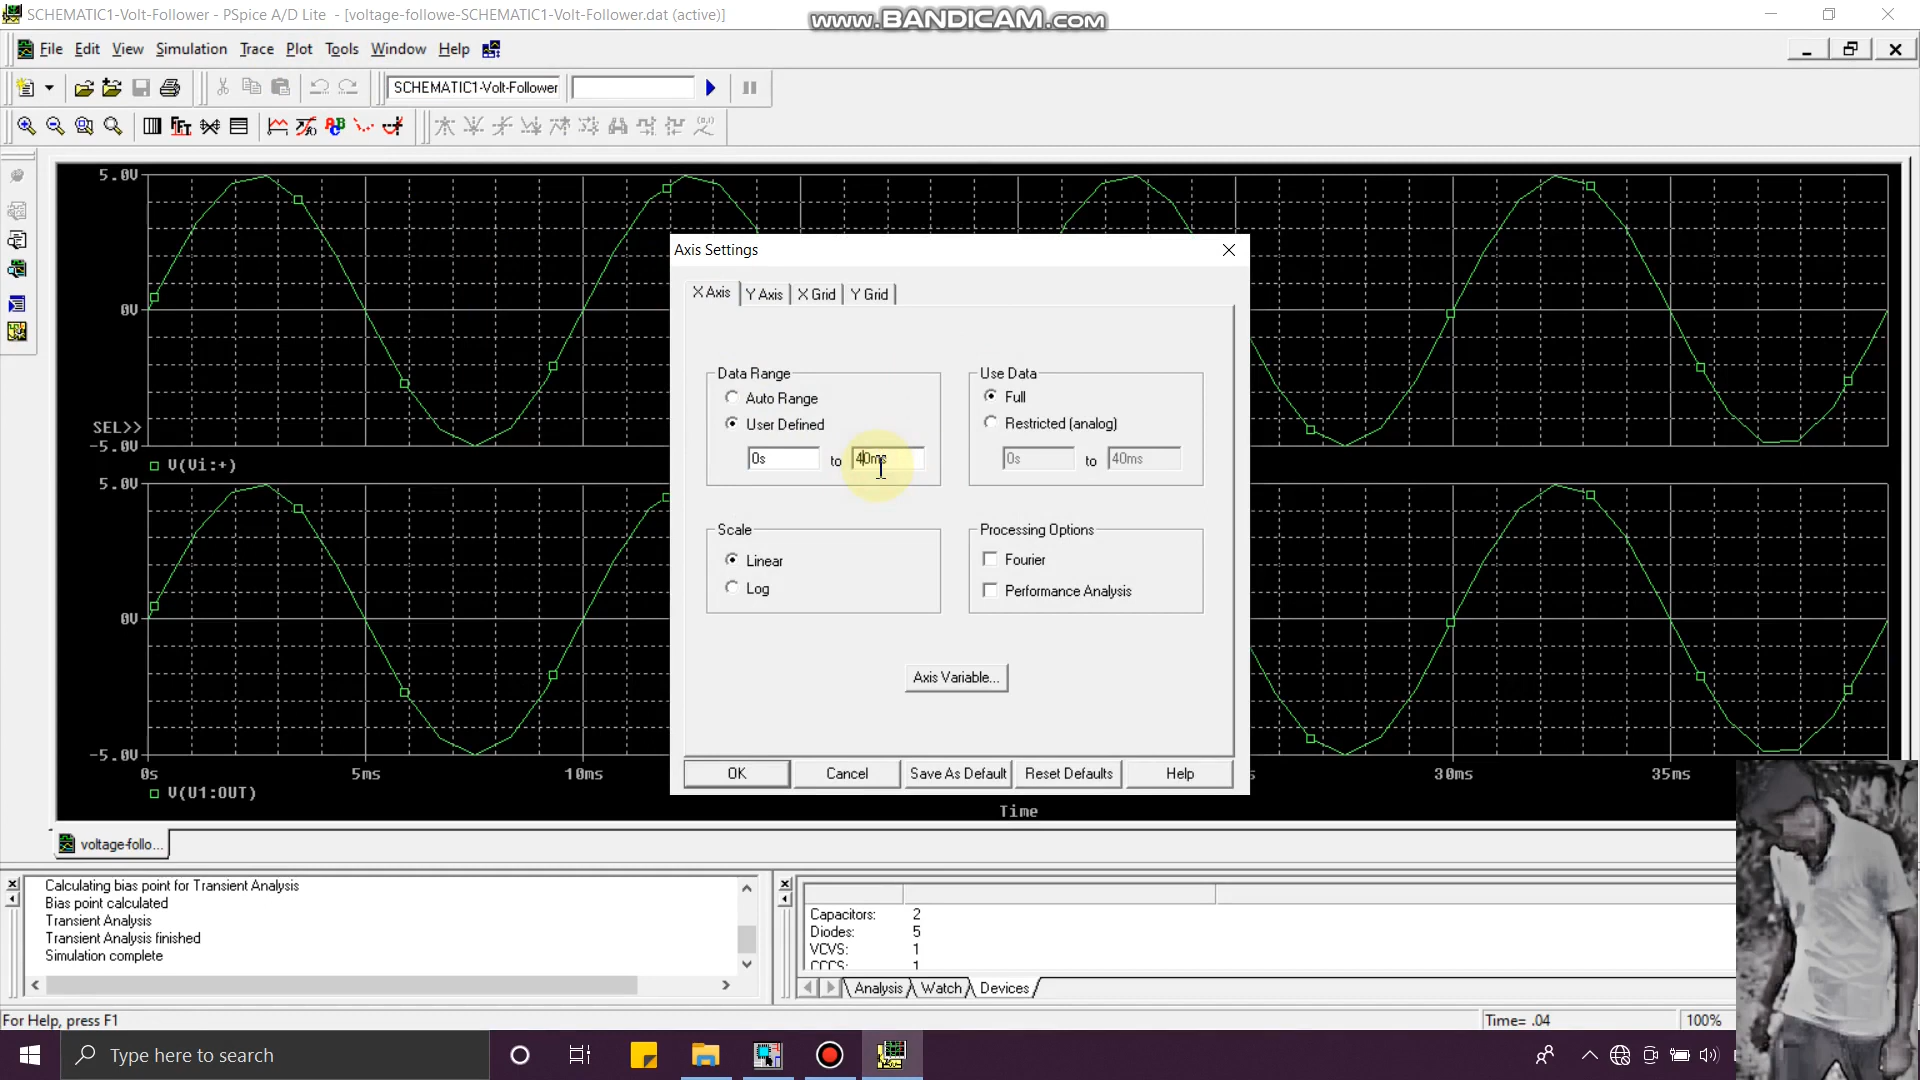 SCHEMATIC1-Volt-Follower - PSpice A/D Lite - [voltage-followe-SCHEMATIC1-Volt-Follower.dat (active)]
www.BANDICAM.com
File Edit View Simulation Trace Plot Tools Window Help
SCHEMATIC1-Volt-Follower
FFT
ABC
5.0V
0V
SEL>>
-5.0V
V(Vi:+)
5.0V
0V
-5.0V
0s 5ms 10ms 30ms 35ms
V(U1:OUT)
Time
Axis Settings
X Axis Y Axis X Grid Y Grid
Data Range
Auto Range
User Defined
0s to 40ms
Use Data
Full
Restricted (analog)
0s to 40ms
Scale
Linear
Log
Processing Options
Fourier
Performance Analysis
Axis Variable...
OK Cancel Save As Default Reset Defaults Help
voltage-follo...
Calculating bias point for Transient Analysis
Bias point calculated
Transient Analysis
Transient Analysis finished
Simulation complete
Capacitors: 2
Diodes: 5
VCVS: 1
CCCS: 1
Analysis Watch Devices
For Help, press F1
Time= .04
100%
Type here to search